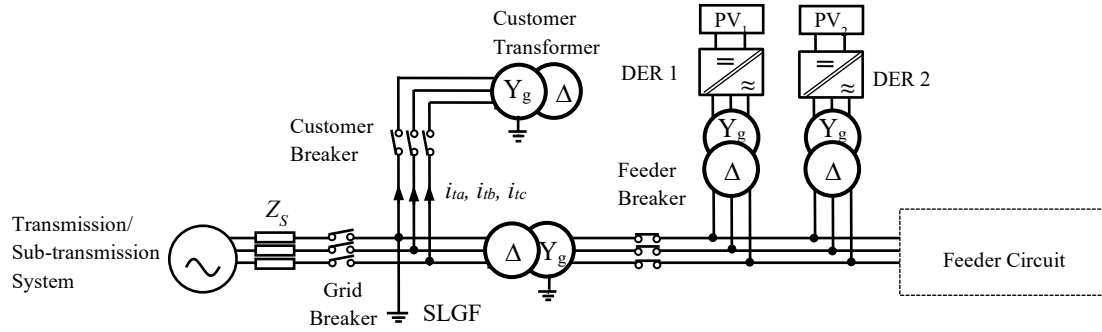 Customer
Transformer
PV1
PV2
=
≈
=
≈
DER 1
DER 2
Yg
Δ
Yg
Yg
Customer
Breaker
Feeder
Breaker
Δ
Δ
ita, itb, itc
Transmission/
Sub-transmission
System
ZS
Δ
Yg
Feeder Circuit
Grid
Breaker
SLGF